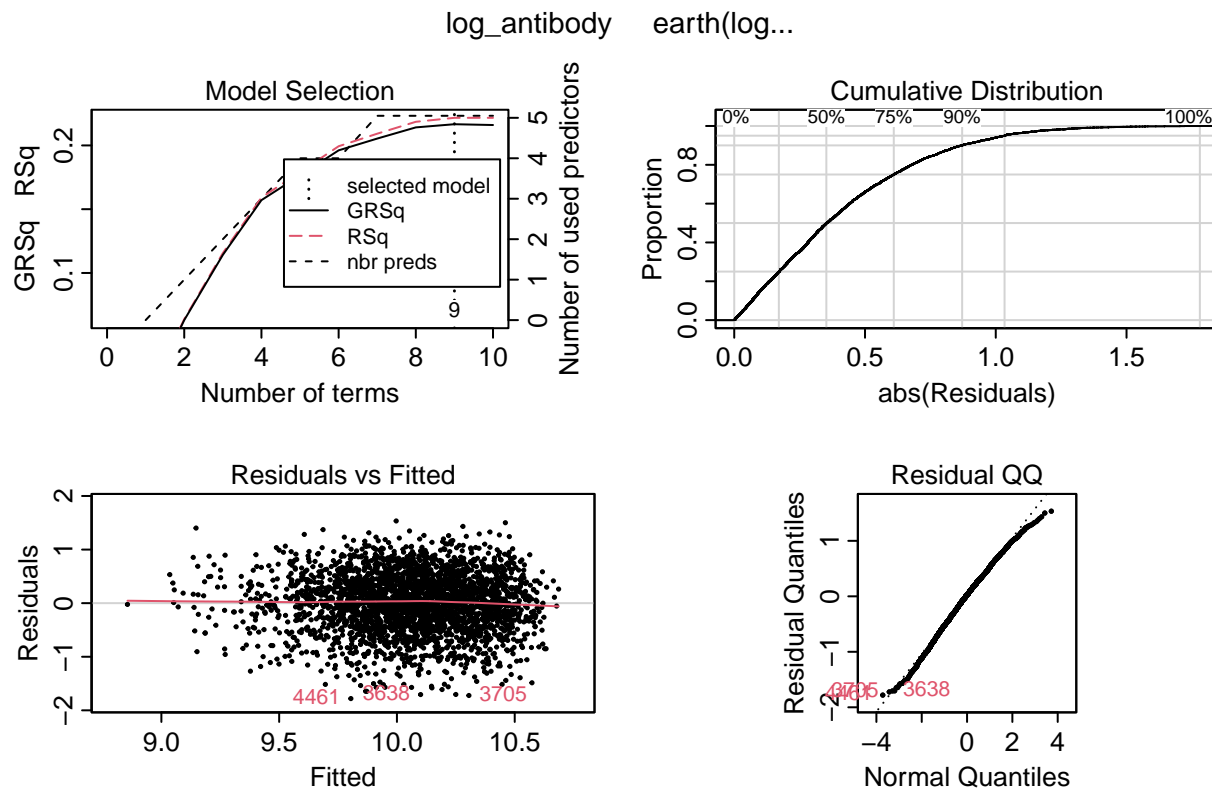 log_antibody earth(log...
Model Selection
GRSq RSq
0.1 0.2
Number of used predictors
0 1 2 3 4 5
selected model
GRSq
RSq
nbr preds
9
0 2 4 6 8 10
Number of terms
Cumulative Distribution
0% 50% 75% 90% 100%
Proportion
0.0 0.4 0.8
0.0 0.5 1.0 1.5
abs(Residuals)
Residuals vs Fitted
Residuals
−2 −1 0 1 2
4461 3638 3705
9.0 9.5 10.0 10.5
Fitted
Residual QQ
Residual Quantiles
−2 −1 0 1
3705
4461
3638
−4 0 2 4
Normal Quantiles